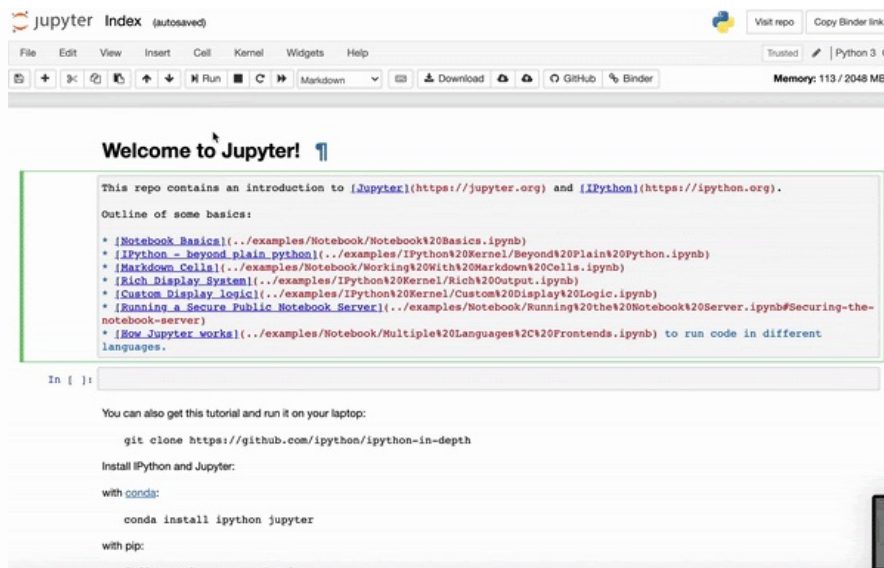 jupyter Index (autosaved)
Visit repo Copy Binder link
File Edit View Insert Cell Kernel Widgets Help
Trusted Python 3
Run Markdown Download GitHub Binder Memory: 113 / 2048 MB
Welcome to Jupyter! ¶
This repo contains an introduction to [Jupyter](https://jupyter.org) and [IPython](https://ipython.org).
Outline of some basics:
* [Notebook Basics](../examples/Notebook/Notebook%20Basics.ipynb)
* [IPython - beyond plain python](../examples/IPython%20Kernel/Beyond%20Plain%20Python.ipynb)
* [Markdown Cells](../examples/Notebook/Working%20With%20Markdown%20Cells.ipynb)
* [Rich Display System](../examples/IPython%20Kernel/Rich%20Output.ipynb)
* [Custom Display logic](../examples/IPython%20Kernel/Custom%20Display%20Logic.ipynb)
* [Running a Secure Public Notebook Server](../examples/Notebook/Running%20the%20Notebook%20Server.ipynb#Securing-the-
notebook-server)
* [How Jupyter works](../examples/Notebook/Multiple%20Languages%2C%20Frontends.ipynb) to run code in different
languages.
In [ ]:
You can also get this tutorial and run it on your laptop:
git clone https://github.com/ipython/ipython-in-depth
Install IPython and Jupyter:
with conda:
conda install ipython jupyter
with pip: